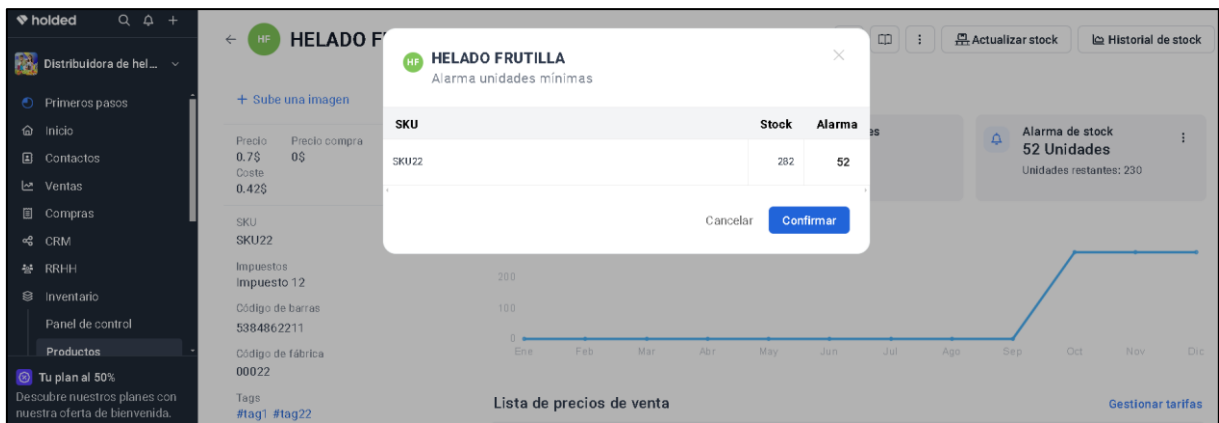 holded
Distribuidora de hel...
Primeros pasos
Inicio
Contactos
Ventas
Compras
CRM
RRHH
Inventario
Panel de control
Productos
Tu plan al 50%
Descubre nuestros planes con
nuestra oferta de bienvenida.
HF HELADO F
Actualizar stock
Historial de stock
+ Sube una imagen
Precio Precio compra
0.7$ 0$
Coste
0.42$
SKU
SKU22
Impuestos
Impuesto 12
Código de barras
5384862211
Código de fábrica
00022
Tags
#tag1 #tag22
HF HELADO FRUTILLA
Alarma unidades mínimas
SKU Stock Alarma
SKU22 282 52
Cancelar Confirmar
es
Alarma de stock
52 Unidades
Unidades restantes: 230
200
100
0
Ene Feb Mar Abr May Jun Jul Ago Sep Oct Nov Dic
Lista de precios de venta
Gestionar tarifas